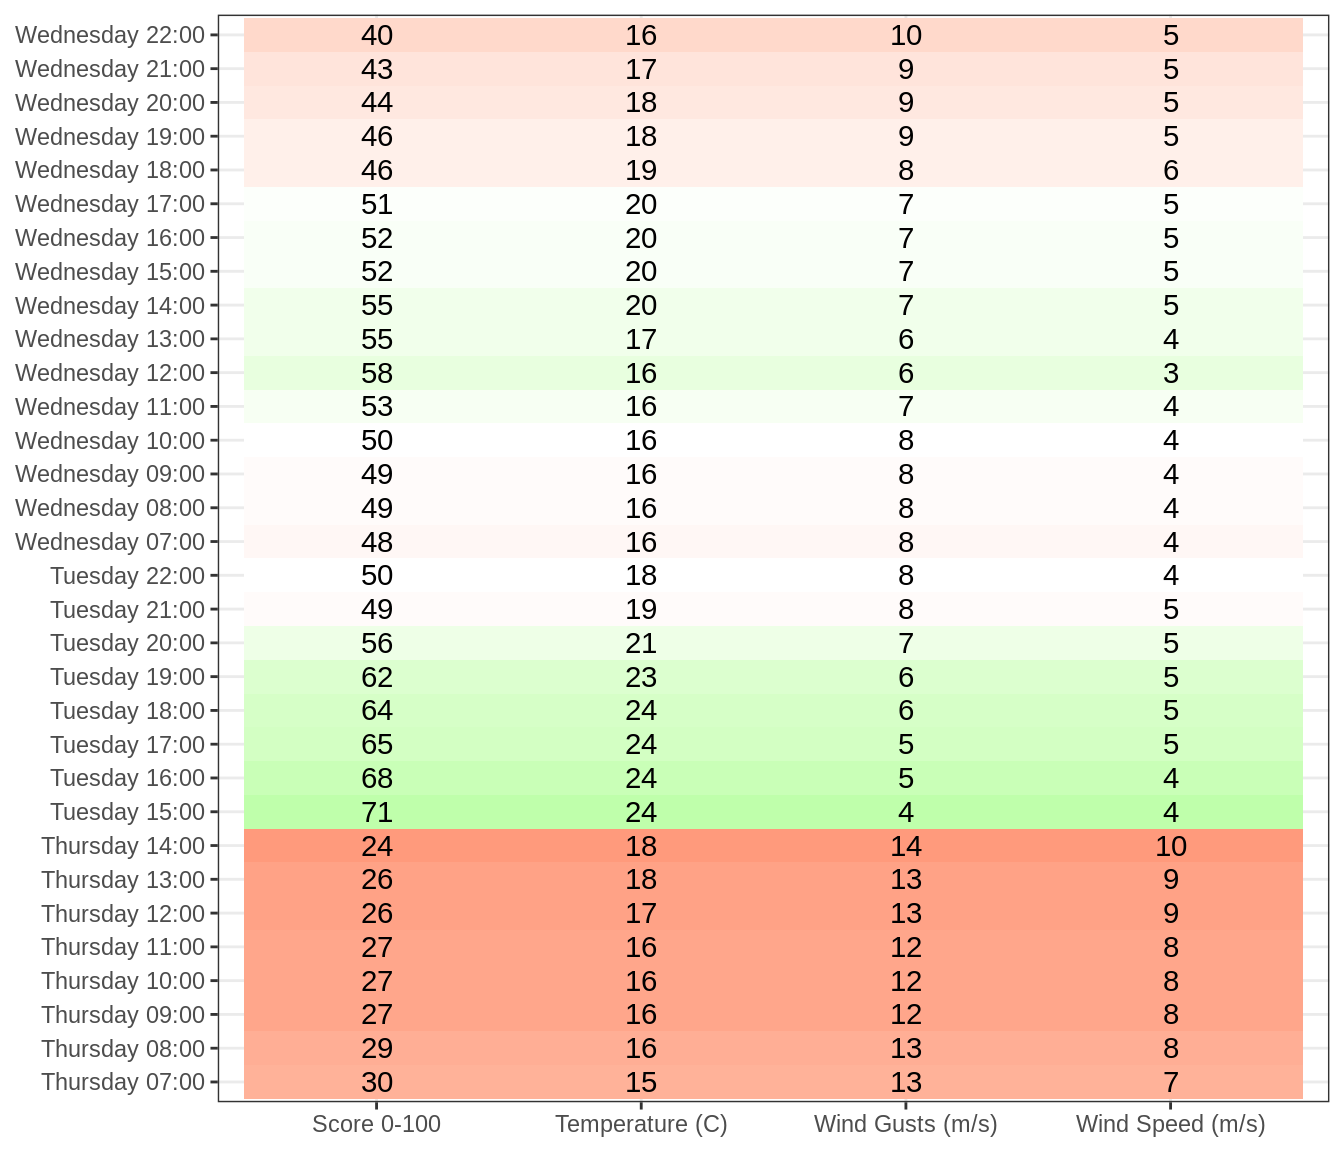 Wednesday 22:00 40 16 10 5
Wednesday 21:00 43 17 9 5
Wednesday 20:00 44 18 9 5
Wednesday 19:00 46 18 9 5
Wednesday 18:00 46 19 8 6
Wednesday 17:00 51 20 7 5
Wednesday 16:00 52 20 7 5
Wednesday 15:00 52 20 7 5
Wednesday 14:00 55 20 7 5
Wednesday 13:00 55 17 6 4
Wednesday 12:00 58 16 6 3
Wednesday 11:00 53 16 7 4
Wednesday 10:00 50 16 8 4
Wednesday 09:00 49 16 8 4
Wednesday 08:00 49 16 8 4
Wednesday 07:00 48 16 8 4
Tuesday 22:00 50 18 8 4
Tuesday 21:00 49 19 8 5
Tuesday 20:00 56 21 7 5
Tuesday 19:00 62 23 6 5
Tuesday 18:00 64 24 6 5
Tuesday 17:00 65 24 5 5
Tuesday 16:00 68 24 5 4
Tuesday 15:00 71 24 4 4
Thursday 14:00 24 18 14 10
Thursday 13:00 26 18 13 9
Thursday 12:00 26 17 13 9
Thursday 11:00 27 16 12 8
Thursday 10:00 27 16 12 8
Thursday 09:00 27 16 12 8
Thursday 08:00 29 16 13 8
Thursday 07:00 30 15 13 7
Score 0-100 Temperature (C) Wind Gusts (m/s) Wind Speed (m/s)